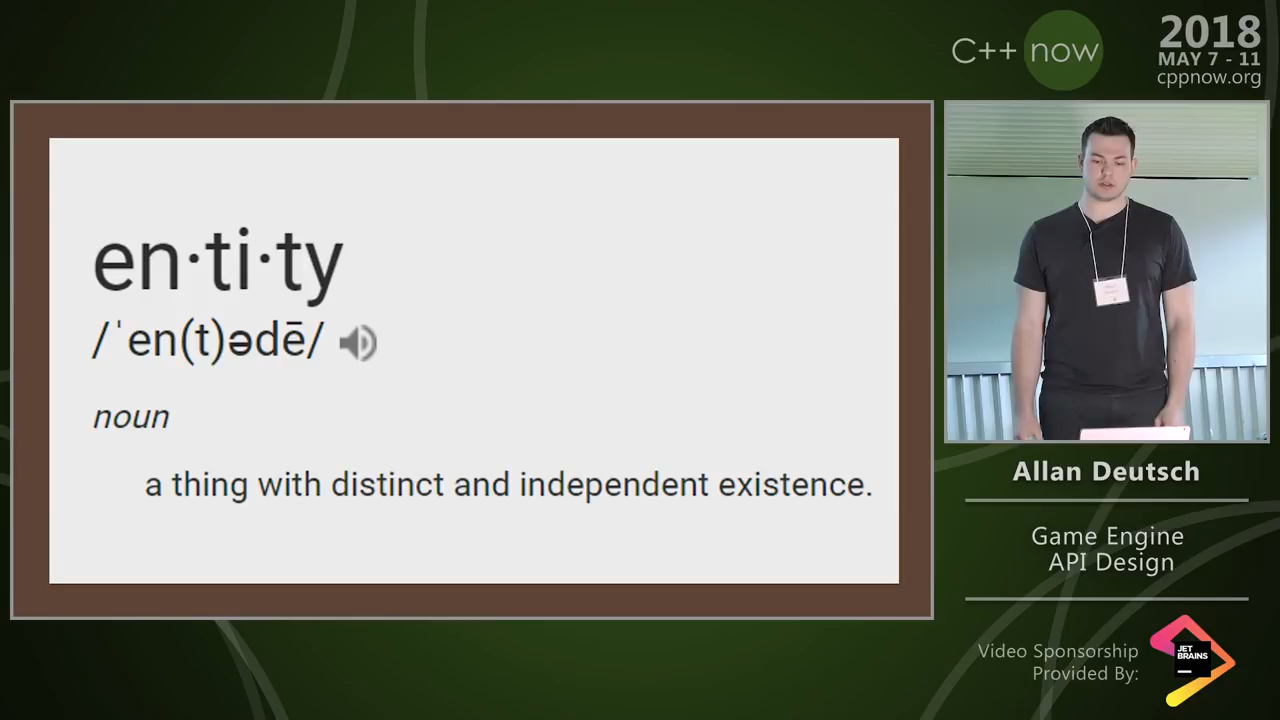 C++ now
2018
MAY 7 - 11
cppnow.org
en·ti·ty
/ˈen(t)ədē/
noun
a thing with distinct and independent existence.
Allan Deutsch
Game Engine
API Design
Video Sponsorship
Provided By:
JET
BRAINS